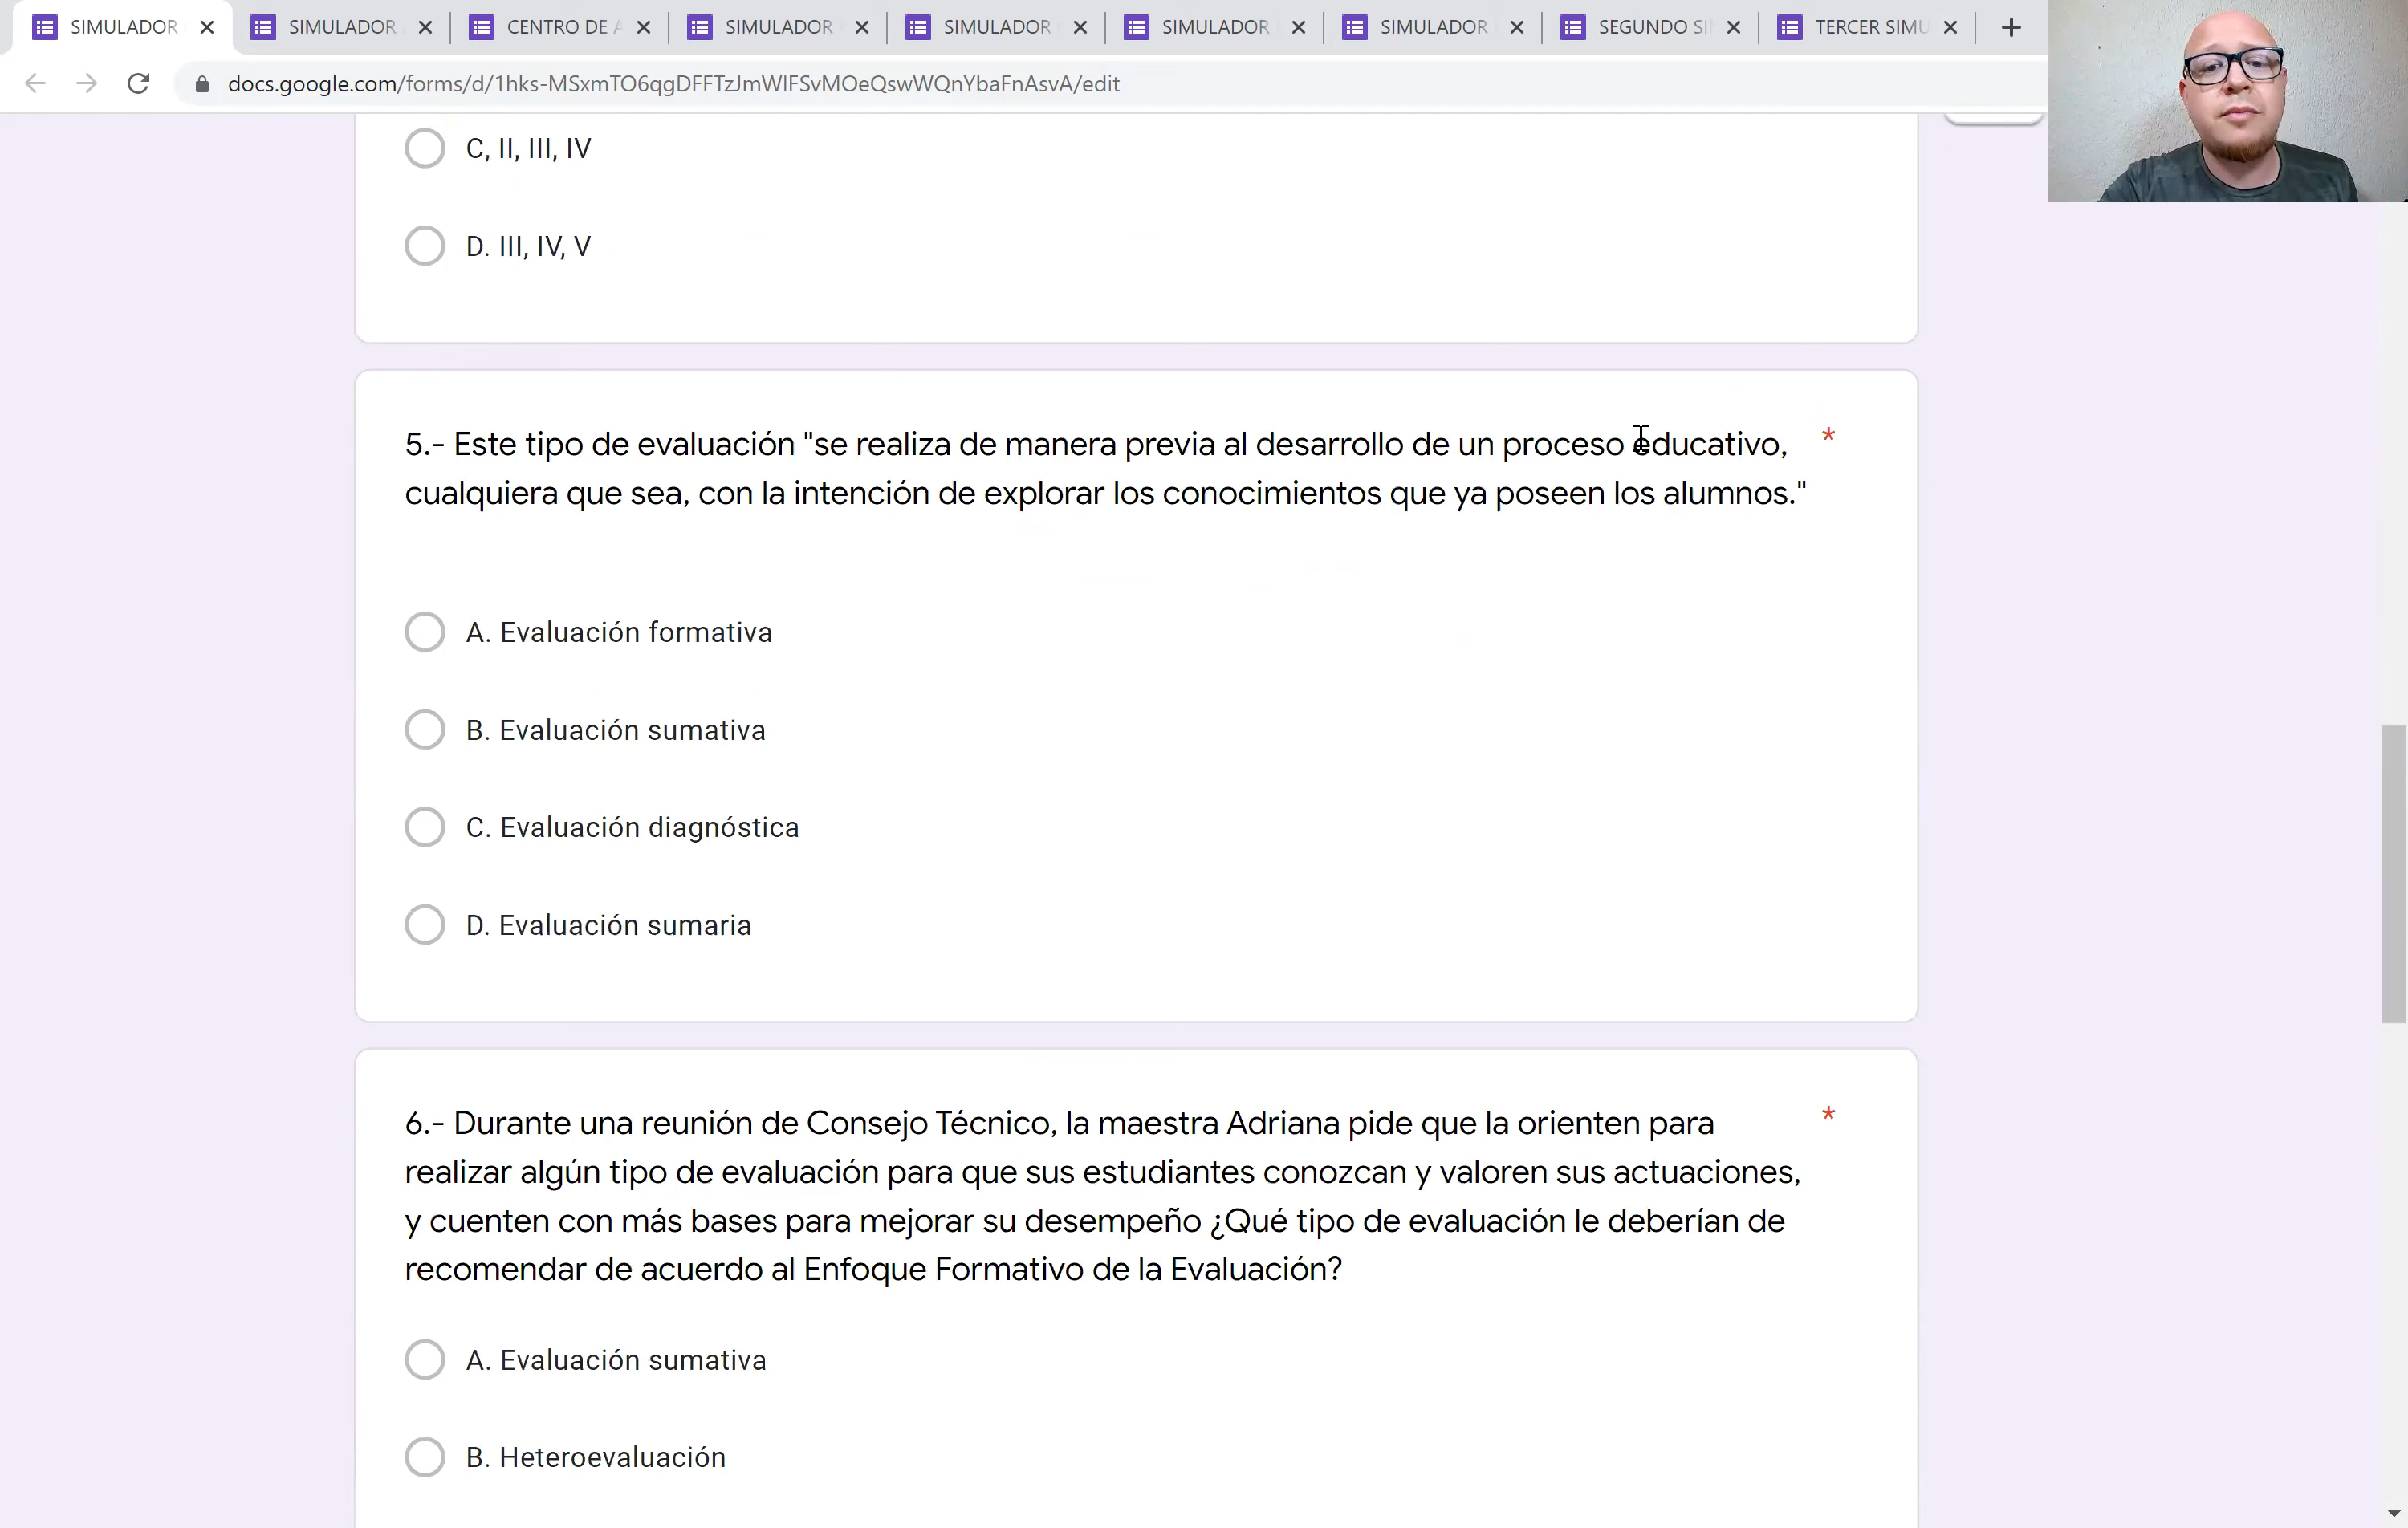 SIMULADOR
SIMULADOR
CENTRO DE A
SIMULADOR
SIMULADOR
SIMULADOR
SIMULADOR
SEGUNDO SI
TERCER SIMU
docs.google.com/forms/d/1hks-MSxmTO6qgDFFTzJmWlFSvMOeQswWQnYbaFnAsvA/edit
C, II, III, IV
D. III, IV, V
5.- Este tipo de evaluación "se realiza de manera previa al desarrollo de un proceso educativo, *
cualquiera que sea, con la intención de explorar los conocimientos que ya poseen los alumnos."
A. Evaluación formativa
B. Evaluación sumativa
C. Evaluación diagnóstica
D. Evaluación sumaria
6.- Durante una reunión de Consejo Técnico, la maestra Adriana pide que la orienten para *
realizar algún tipo de evaluación para que sus estudiantes conozcan y valoren sus actuaciones,
y cuenten con más bases para mejorar su desempeño ¿Qué tipo de evaluación le deberían de
recomendar de acuerdo al Enfoque Formativo de la Evaluación?
A. Evaluación sumativa
B. Heteroevaluación